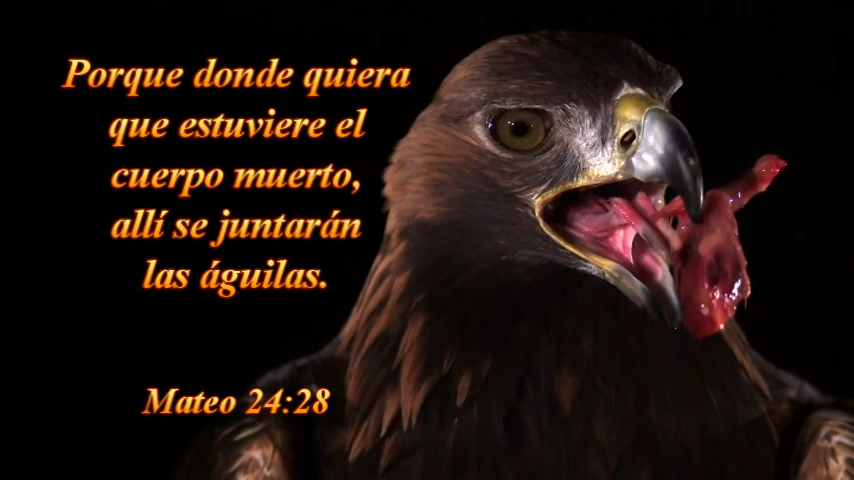 Porque donde quiera
que estuviere el
cuerpo muerto,
allí se juntarán
las águilas.
Mateo 24:28